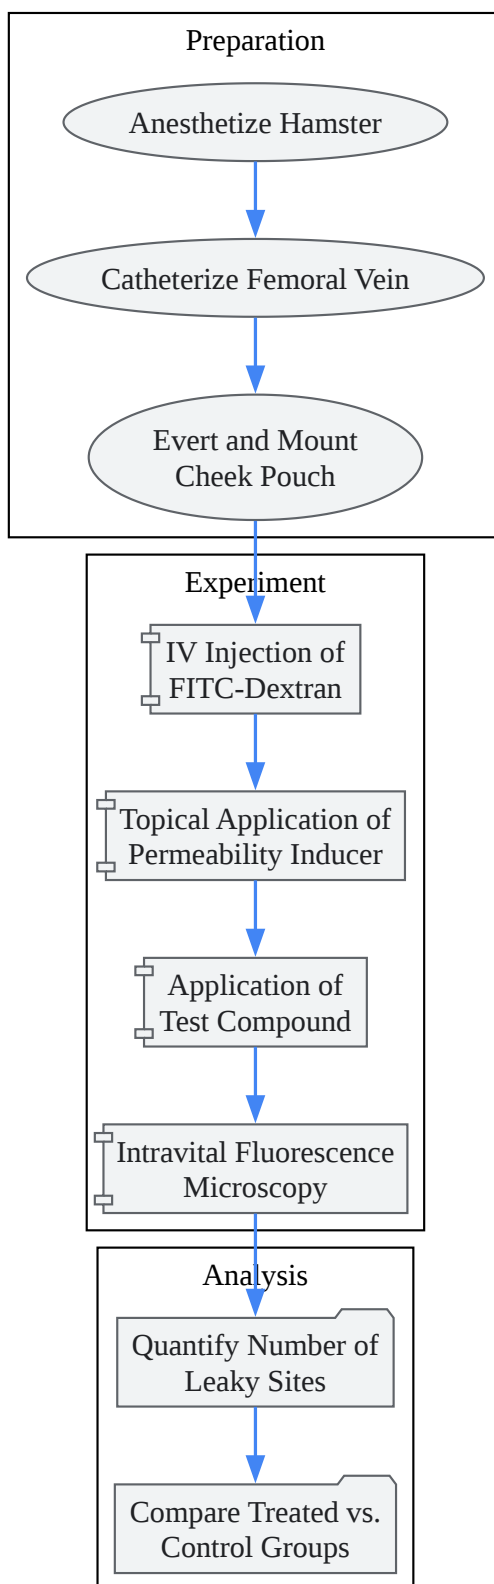 Preparation
Anesthetize Hamster
Catheterize Femoral Vein
Evert and Mount
Cheek Pouch
Experiment
IV Injection of
FITC-Dextran
Topical Application of
Permeability Inducer
Application of
Test Compound
Intravital Fluorescence
Microscopy
Analysis
Quantify Number of
Leaky Sites
Compare Treated vs.
Control Groups